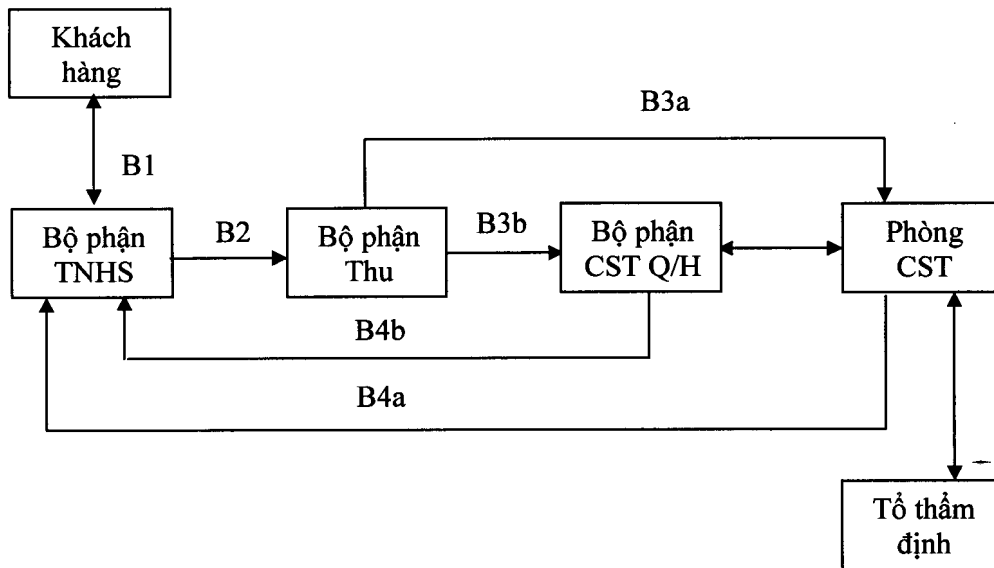 Khách
hàng
B3a
B1
Bộ phận
TNHS
B2
Bộ phận
Thu
B3b
Bộ phận
CST Q/H
Phòng
CST
B4b
B4a
Tổ thẩm
định